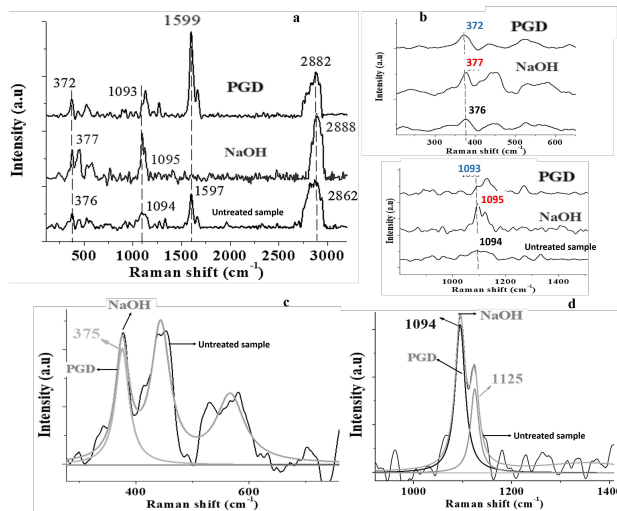 a
1599
2882
372
1093
PGD
2888
377
NaOH
1095
376
1094
1597
2862
Untreated sample
Intensity (a.u)
500 1000 1500 2000 2500 3000
Raman shift (cm⁻¹)
b
372
PGD
377
NaOH
376
Intensity (a.u)
200 300 400 500 600
Raman shift (cm⁻¹)
1093
PGD
1095
NaOH
1094
Untreated sample
Intensity (a.u)
1000 1200 1400
Raman shift (cm⁻¹)
c
NaOH
375
Untreated sample
PGD
Intensity (a.u)
400 600
Raman shift (cm⁻¹)
d
NaOH
1094
PGD
1125
Untreated sample
Intensity (a.u)
1000 1200 1400
Raman shift (cm⁻¹)